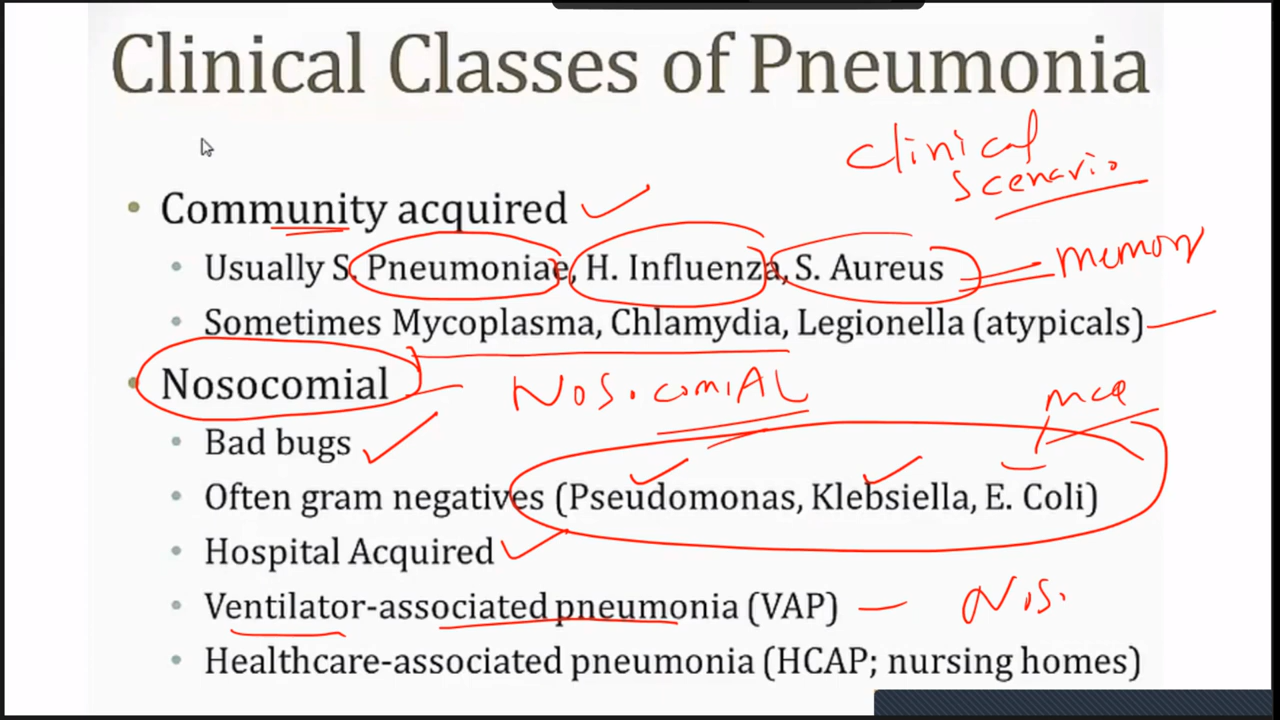 Clinical Classes of Pneumonia
Clinical
scenario
• Community acquired
• Usually S. Pneumoniae, H. Influenza, S. Aureus
memory
• Sometimes Mycoplasma, Chlamydia, Legionella (atypicals)
• Nosocomial
NOSOCOMIAL
mcq
• Bad bugs
• Often gram negatives (Pseudomonas, Klebsiella, E. Coli)
• Hospital Acquired
• Ventilator-associated pneumonia (VAP)
NOS.
• Healthcare-associated pneumonia (HCAP; nursing homes)